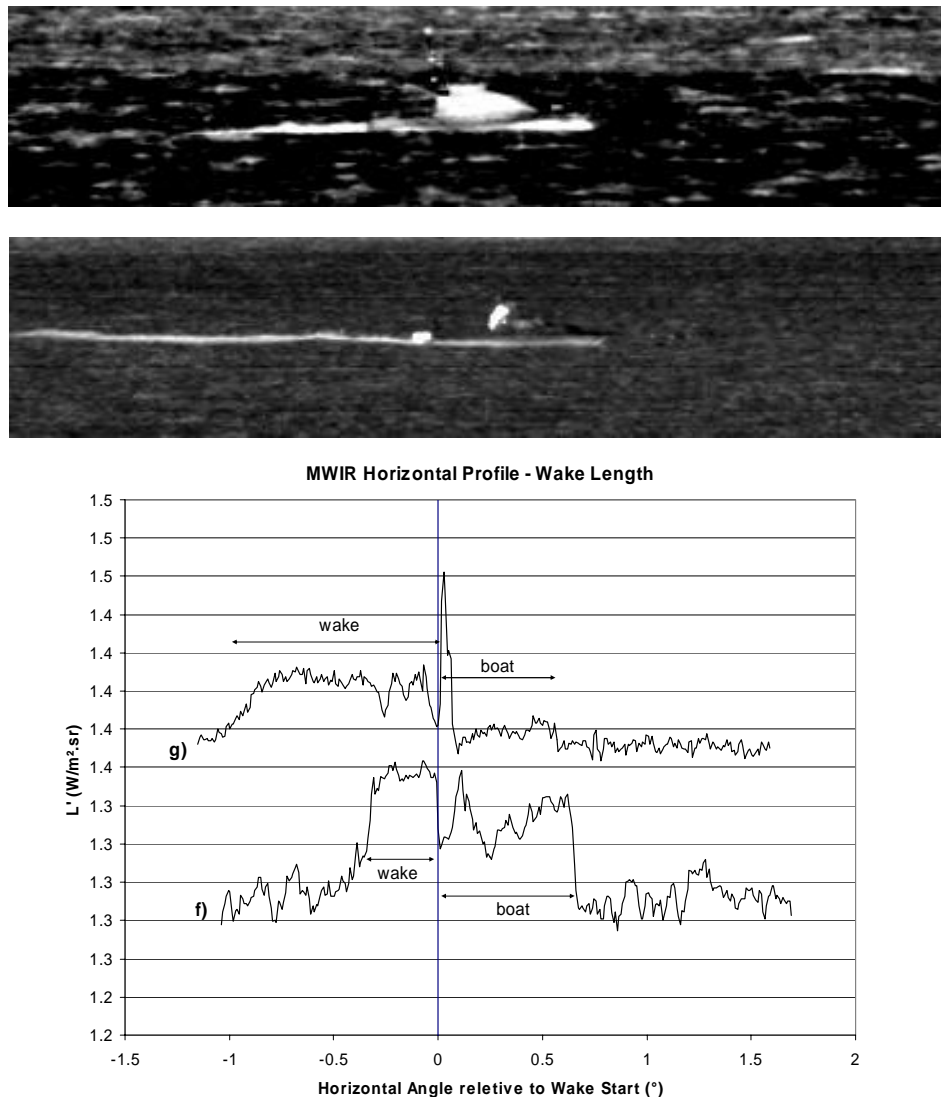 MWIR Horizontal Profile - Wake Length
1.5
1.5
1.5
1.4
1.4
1.4
1.4
1.4
1.3
1.3
1.3
1.3
1.3
1.2
1.2
L' (W/m².sr)
wake
boat
g)
wake
boat
f)
-1.5 -1 -0.5 0 0.5 1 1.5 2
Horizontal Angle reletive to Wake Start (°)